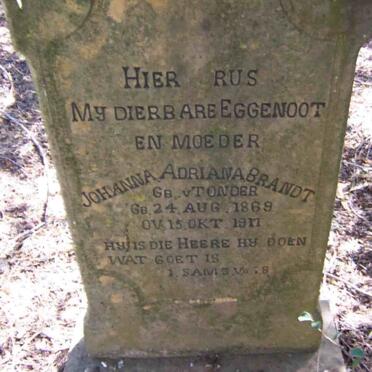 HIER RUS
MY DIERBARE EGGENOOT
EN MOEDER
JOHANNA ADRIANA BRANDT
GB. v TONDER
GB. 24 AUG. 1869
OV. 15 OKT. 1911
HY IS DIE HEERE HY DOEN
WAT GOET IS
1 SAM 3 V. 18